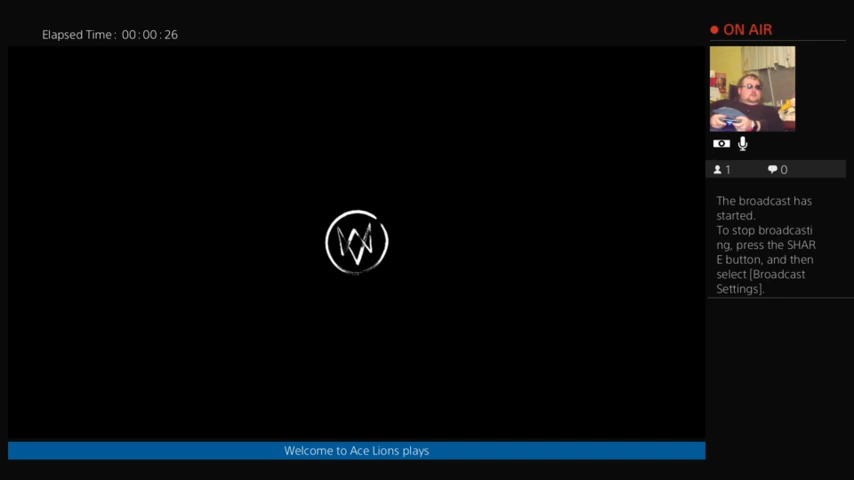 Elapsed Time: 00:00:26
ON AIR
1
0
The broadcast has
started.
To stop broadcasti
ng, press the SHAR
E button, and then
select [Broadcast
Settings].
Welcome to Ace Lions plays